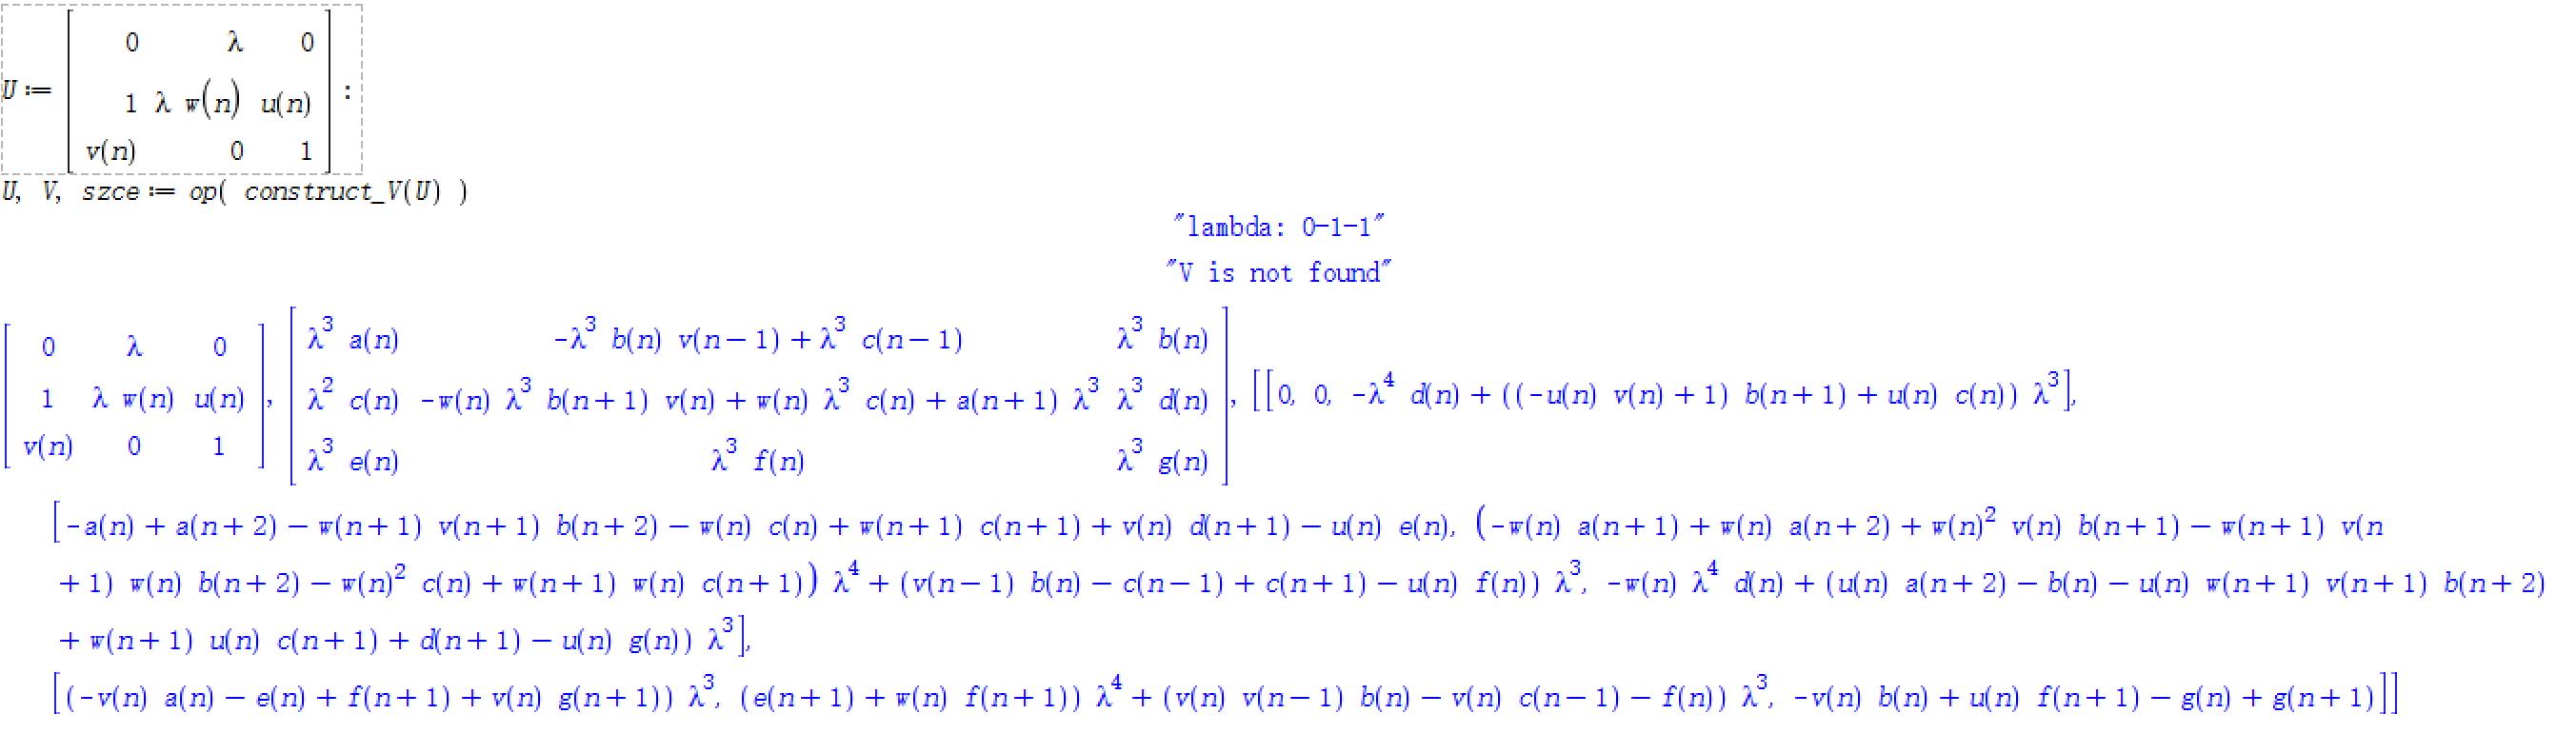 0 λ 0
U := 1 λ w(n) u(n) :
v(n) 0 1
U, V, szce := op( construct_V(U) )
"lambda: 0-1-1"
"V is not found"
0 λ 0
1 λ w(n) u(n) ,
v(n) 0 1
λ^3 a(n) -λ^3 b(n) v(n-1) + λ^3 c(n-1) λ^3 b(n)
λ^2 c(n) -w(n) λ^3 b(n+1) v(n) + w(n) λ^3 c(n) + a(n+1) λ^3 λ^3 d(n) , [[0, 0, -λ^4 d(n) + ((-u(n) v(n) + 1) b(n+1) + u(n) c(n)) λ^3],
λ^3 e(n) λ^3 f(n) λ^3 g(n)
[-a(n) + a(n+2) - w(n+1) v(n+1) b(n+2) - w(n) c(n) + w(n+1) c(n+1) + v(n) d(n+1) - u(n) e(n), (-w(n) a(n+1) + w(n) a(n+2) + w(n)^2 v(n) b(n+1) - w(n+1) v(n
+1) w(n) b(n+2) - w(n)^2 c(n) + w(n+1) w(n) c(n+1)) λ^4 + (v(n-1) b(n) - c(n-1) + c(n+1) - u(n) f(n)) λ^3, -w(n) λ^4 d(n) + (u(n) a(n+2) - b(n) - u(n) w(n+1) v(n+1) b(n+2)
+ w(n+1) u(n) c(n+1) + d(n+1) - u(n) g(n)) λ^3],
[(-v(n) a(n) - e(n) + f(n+1) + v(n) g(n+1)) λ^3, (e(n+1) + w(n) f(n+1)) λ^4 + (v(n) v(n-1) b(n) - v(n) c(n-1) - f(n)) λ^3, -v(n) b(n) + u(n) f(n+1) - g(n) + g(n+1)]]